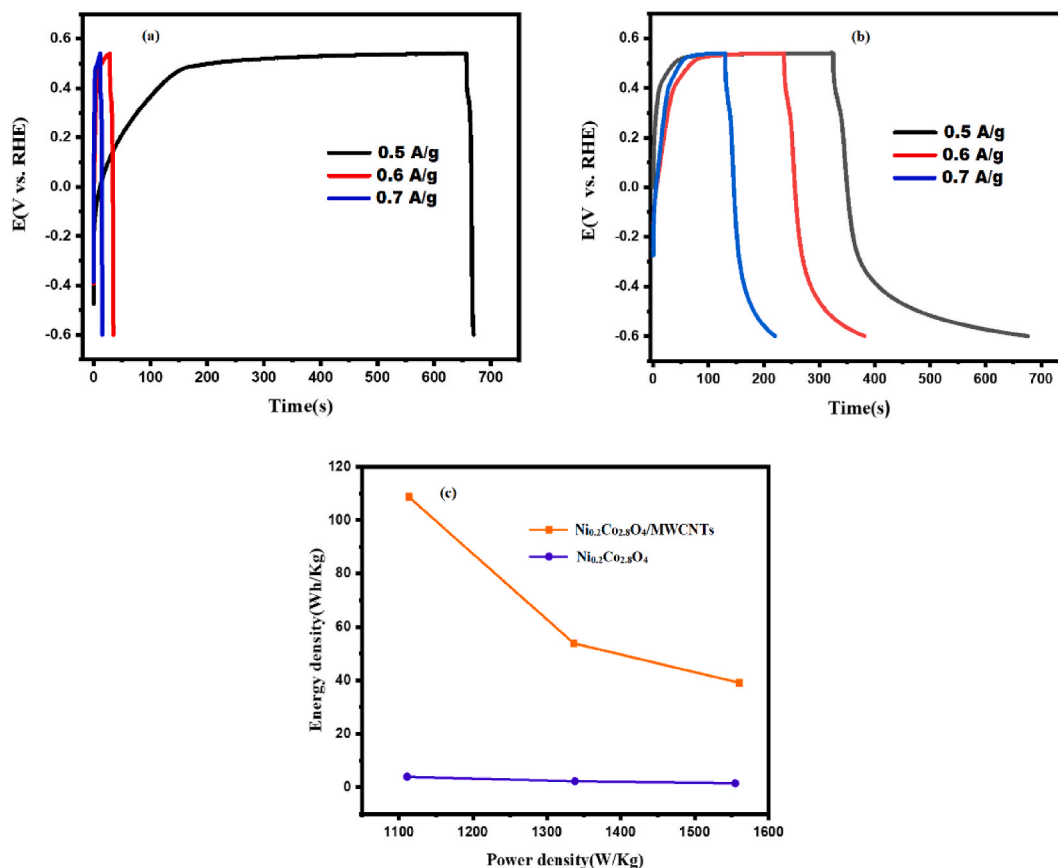 (a)
0.6
0.4
0.2
0.0
-0.2
-0.4
-0.6
E(V vs. RHE)
0.5 A/g
0.6 A/g
0.7 A/g
0 100 200 300 400 500 600 700
Time(s)
(b)
0.6
0.4
0.2
0.0
-0.2
-0.4
-0.6
E(V vs. RHE)
0.5 A/g
0.6 A/g
0.7 A/g
0 100 200 300 400 500 600 700
Time(s)
(c)
120
100
80
60
40
20
0
Energy density(Wh/Kg)
Ni0.2Co2.8O4/MWCNTs
Ni0.2Co2.8O4
1100 1200 1300 1400 1500 1600
Power density(W/Kg)